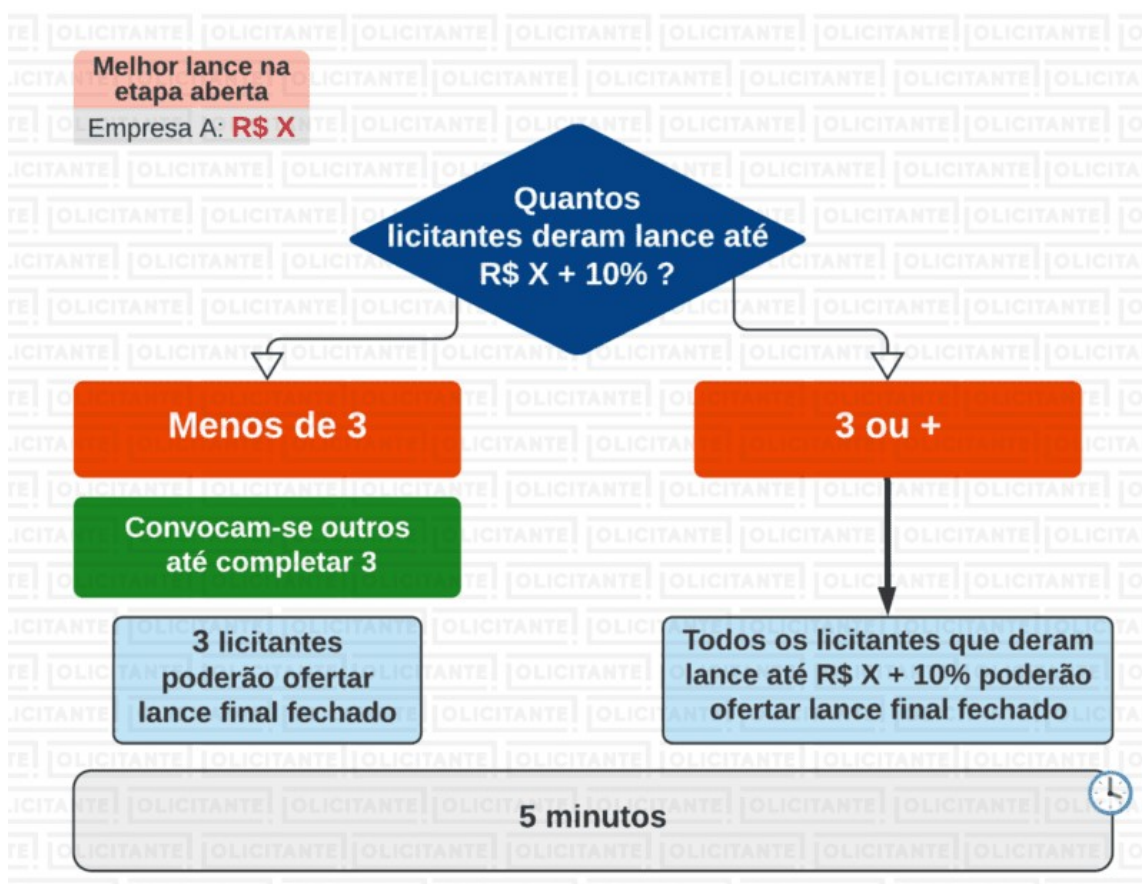 Melhor lance na
etapa aberta
Empresa A: R$ X
Quantos
licitantes deram lance até
R$ X + 10% ?
Menos de 3
3 ou +
Convocam-se outros
até completar 3
3 licitantes
poderão ofertar
lance final fechado
Todos os licitantes que deram
lance até R$ X + 10% poderão
ofertar lance final fechado
5 minutos
OLICITANTE